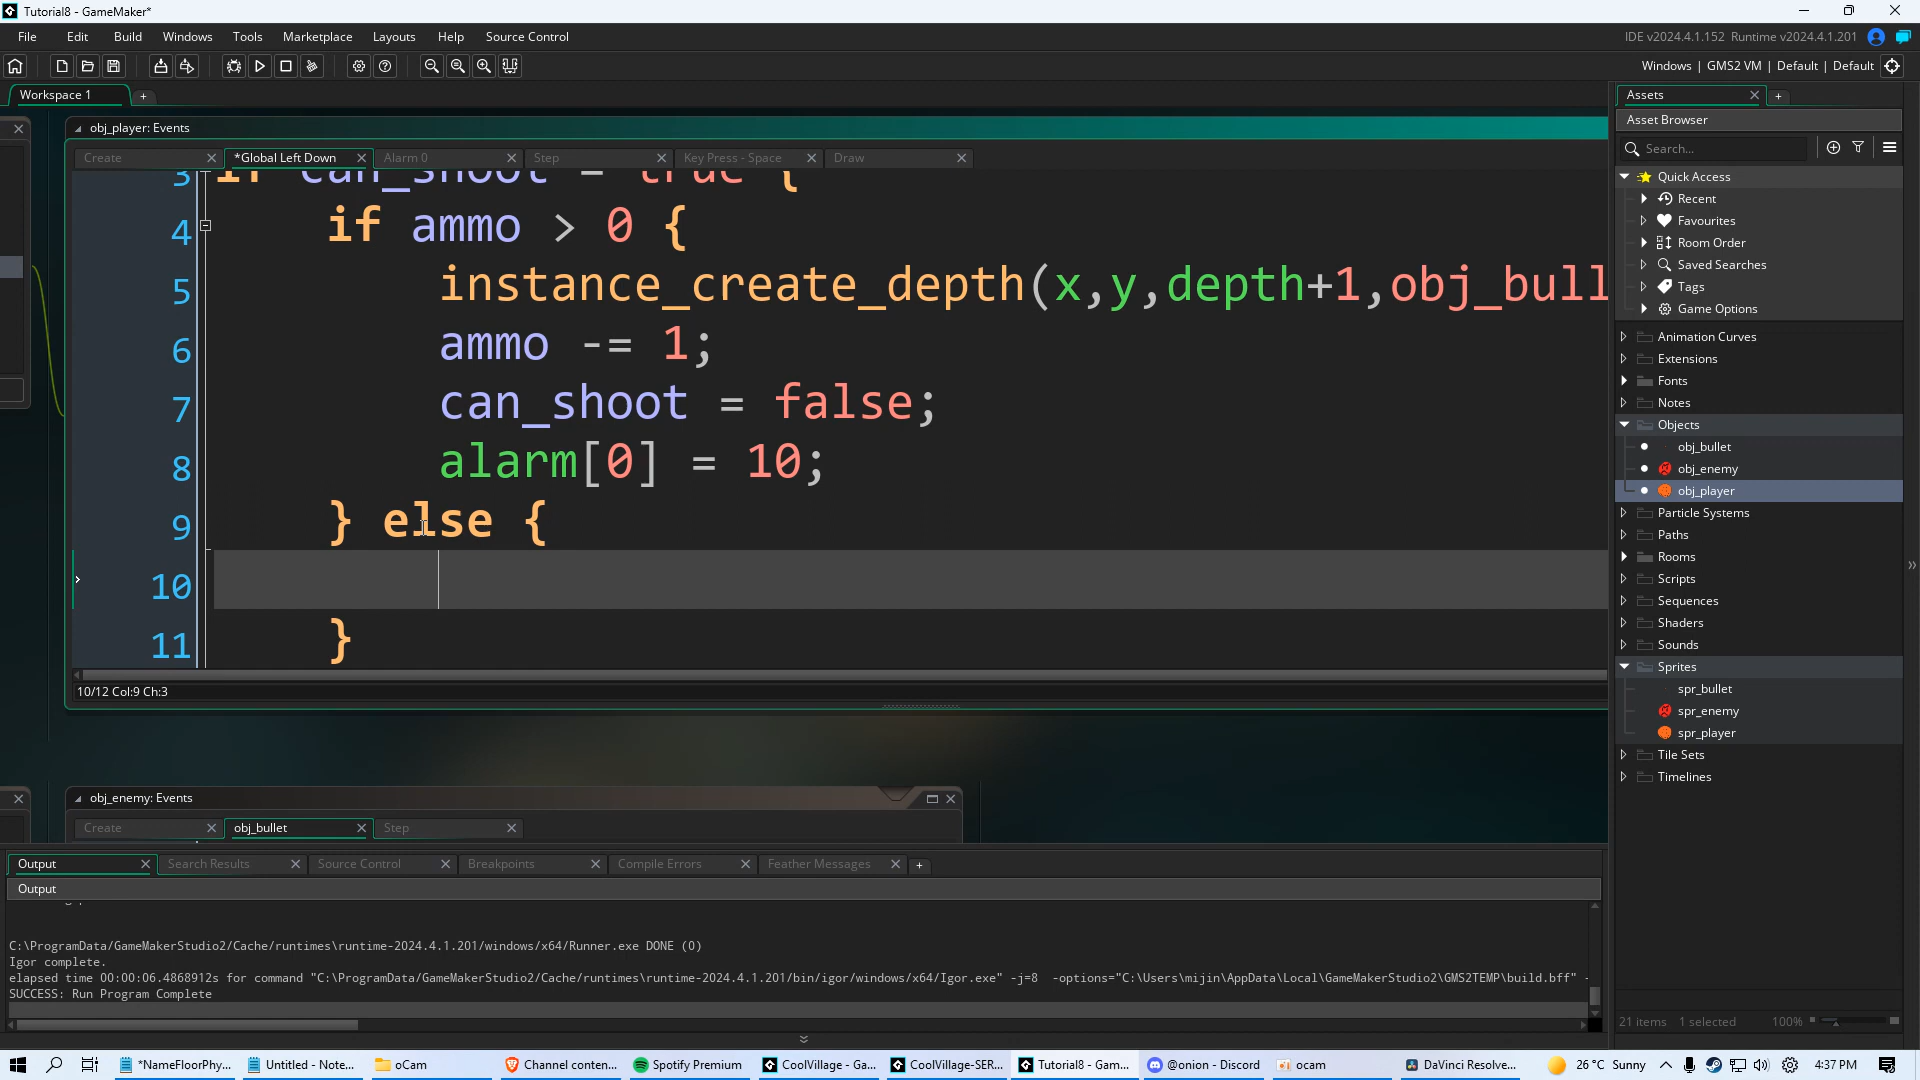 Tutorial8 - GameMaker*
File Edit Build Windows Tools Marketplace Layouts Help Source Control
IDE v2024.4.1.152 Runtime v2024.4.1.201
Windows | GMS2 VM | Default | Default
Workspace 1 +
obj_player: Events
Create *Global Left Down Alarm 0 Step Key Press - Space Draw
3 if can_shoot = true {
4 if ammo > 0 {
5 instance_create_depth(x,y,depth+1,obj_bull
6 ammo -= 1;
7 can_shoot = false;
8 alarm[0] = 10;
9 } else {
10
11 }
10/12 Col:9 Ch:3
obj_enemy: Events
Create obj_bullet Step
Output Search Results Source Control Breakpoints Compile Errors Feather Messages +
Output
C:\ProgramData/GameMakerStudio2/Cache/runtimes\runtime-2024.4.1.201/windows/x64/Runner.exe DONE (0)
Igor complete.
elapsed time 00:00:06.4868912s for command "C:\ProgramData/GameMakerStudio2/Cache/runtimes\runtime-2024.4.1.201/bin/igor/windows/x64/Igor.exe" -j=8 -options="C:\Users\mijin\AppData\Local\GameMakerStudio2\GMS2TEMP\build.bff" -
SUCCESS: Run Program Complete
Assets +
Asset Browser
Search...
Quick Access
Recent
Favourites
Room Order
Saved Searches
Tags
Game Options
Animation Curves
Extensions
Fonts
Notes
Objects
obj_bullet
obj_enemy
obj_player
Particle Systems
Paths
Rooms
Scripts
Sequences
Shaders
Sounds
Sprites
spr_bullet
spr_enemy
spr_player
Tile Sets
Timelines
21 items 1 selected 100%
*NameFloorPhy... Untitled - Note... oCam Channel conten... Spotify Premium CoolVillage - Ga... CoolVillage-SER... Tutorial8 - Gam... @onion - Discord ocam DaVinci Resolve... 26°C Sunny 4:37 PM